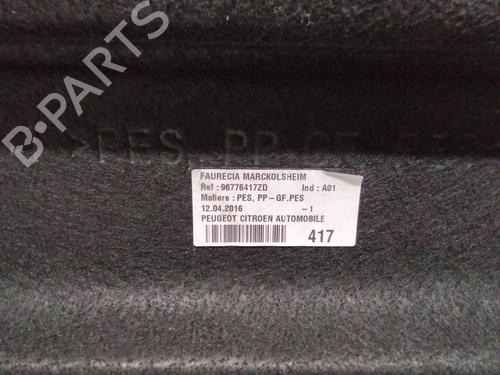 >PES, PP-GF
FAURECIA MARCKOLSHEIM
Ref : 96776417ZD Ind : A01
Matiere : PES, PP-GF.PES
12.04.2016 -1
PEUGEOT CITROEN AUTOMOBILE
417
B-PARTS